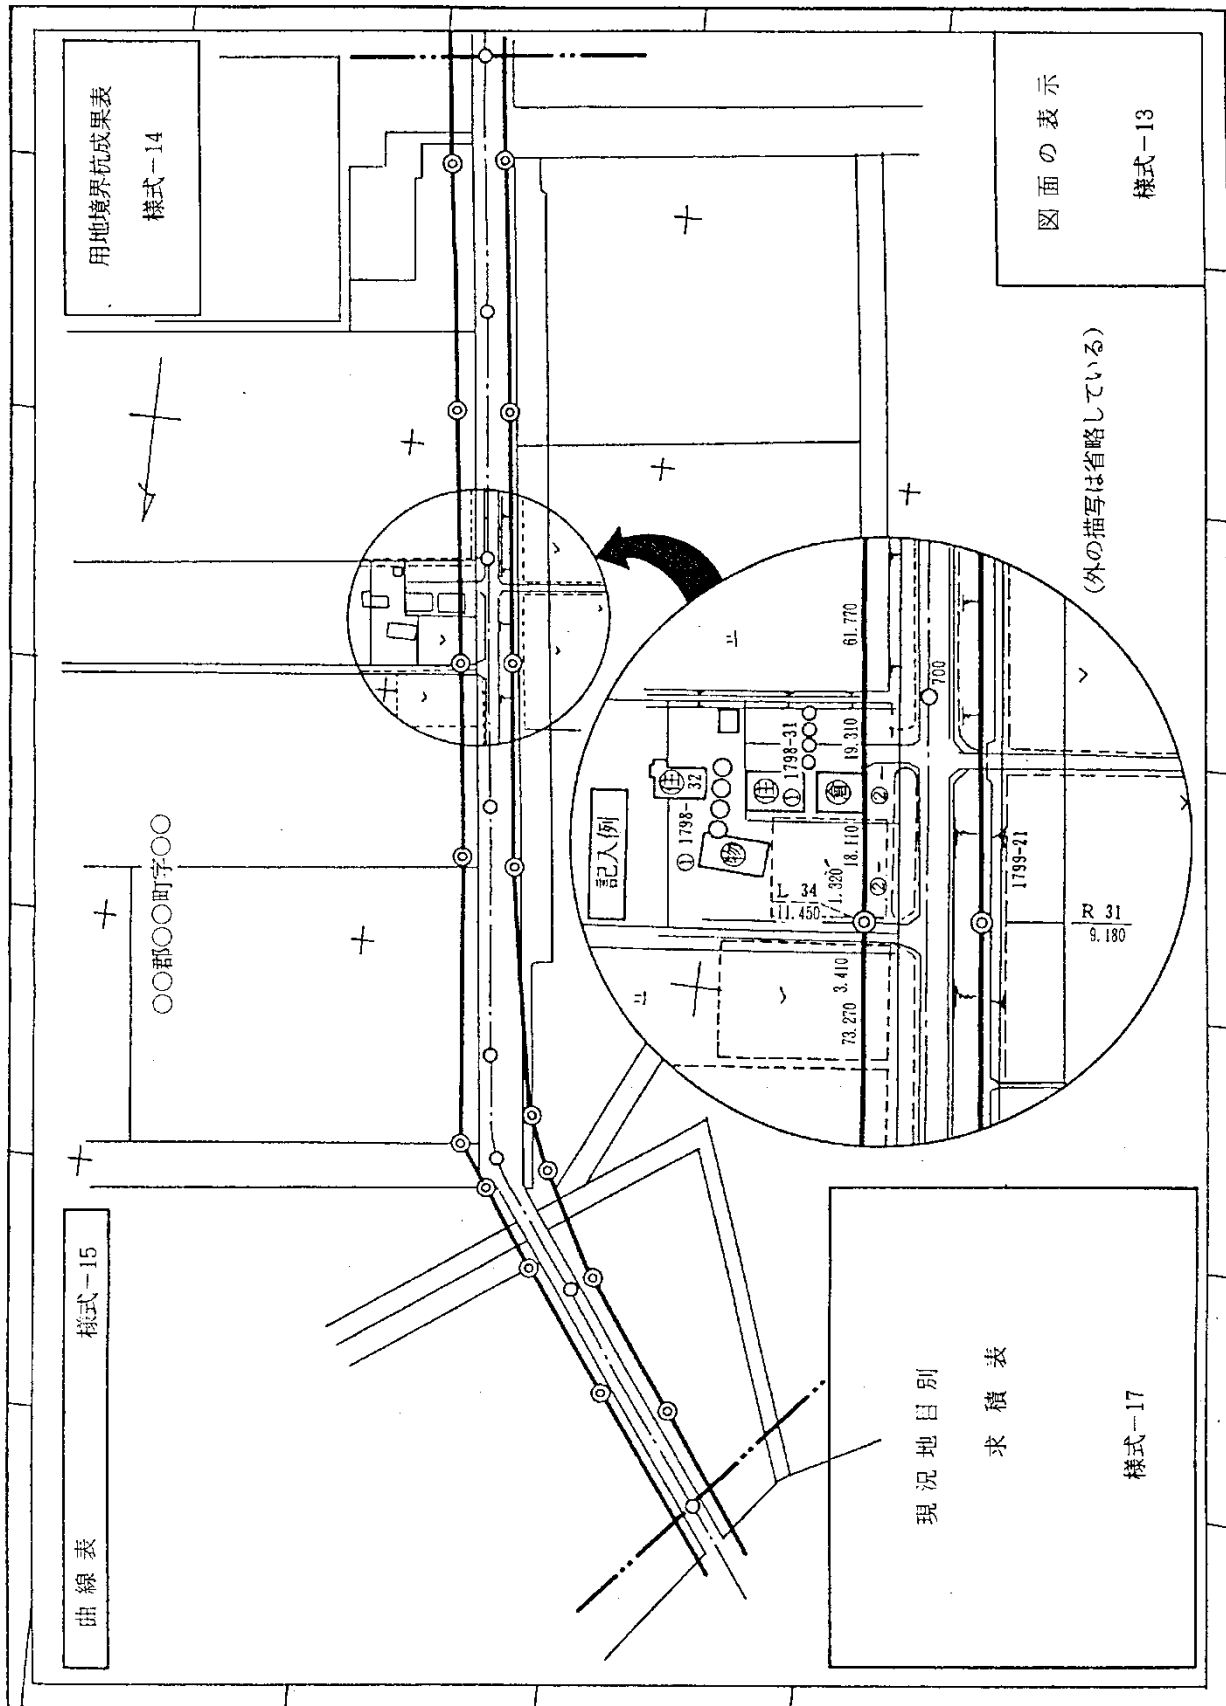 曲線表 様式-15
用地境界杭成果表
様式-14
○○郡○○町字○○
記入例
① 1798-32
住
物
住
① 1798-31
倉
L 34
11.450
1.320
73.270
3.410
18.110
19.310
61.770
②
②
700
1799-21
R 31
9.180
(外の描写は省略している)
現況地目別
求積表
様式-17
図面の表示
様式-13